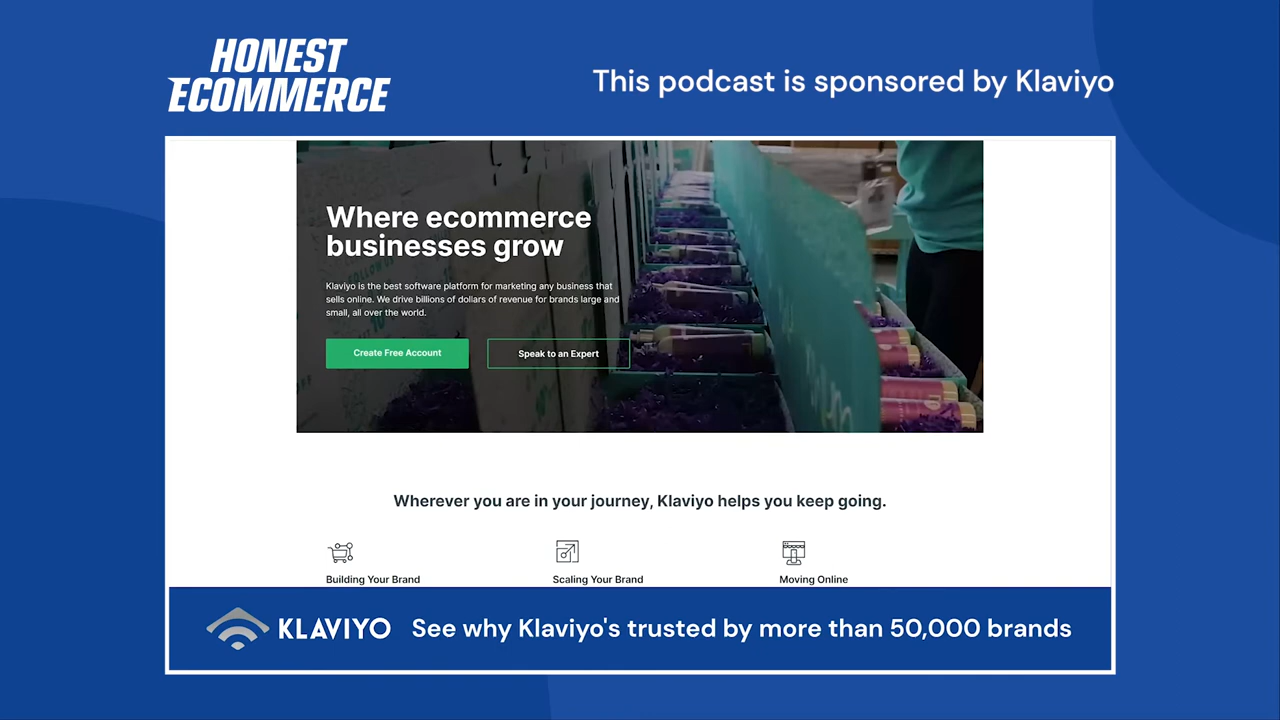 HONEST
ECOMMERCE
This podcast is sponsored by Klaviyo
Where ecommerce
businesses grow
Klaviyo is the best software platform for marketing any business that
sells online. We drive billions of dollars of revenue for brands large and
small, all over the world.
Create Free Account
Speak to an Expert
Wherever you are in your journey, Klaviyo helps you keep going.
Building Your Brand
Scaling Your Brand
Moving Online
KLAVIYO
See why Klaviyo's trusted by more than 50,000 brands